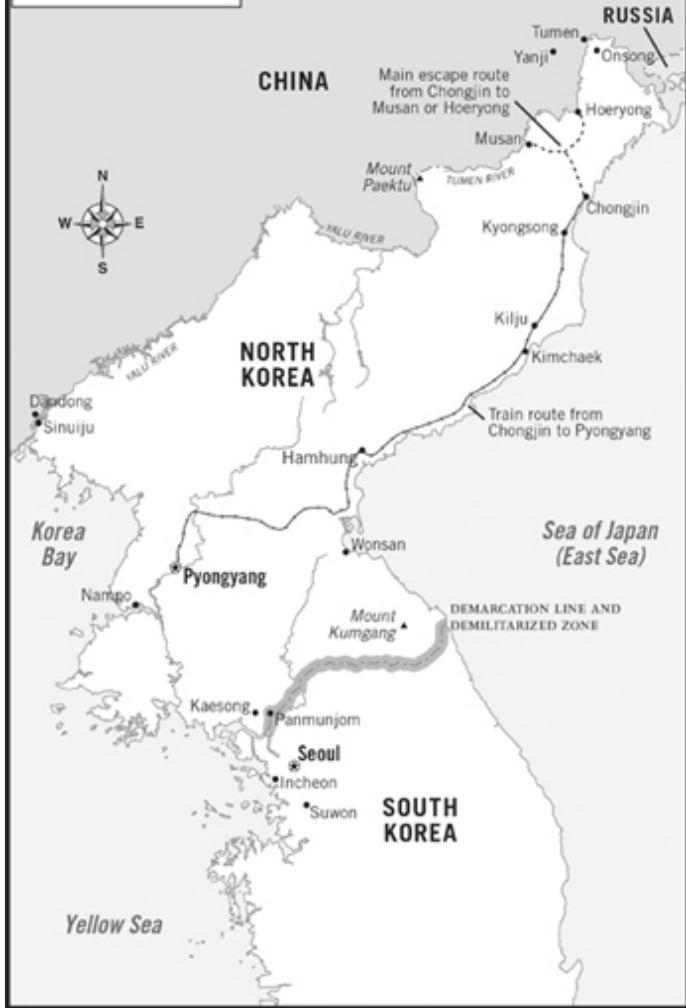 RUSSIA
Tumen
Yanji
Onsong
CHINA
Main escape route
from Chongjin to
Musan or Hoeryong
Hoeryong
Musan
Mount
Paektu
TUMEN RIVER
N
W
E
S
Chongjin
Kyongsong
YALU RIVER
Kilju
NORTH
KOREA
YALU RIVER
Kimchaek
Dandong
Sinuiju
Train route from
Chongjin to Pyongyang
Hamhung
Korea
Bay
Sea of Japan
(East Sea)
Wonsan
Pyongyang
Nampo
Mount
Kumgang
DEMARCATION LINE AND
DEMILITARIZED ZONE
Kaesong
Panmunjom
Seoul
Incheon
Suwon
SOUTH
KOREA
Yellow Sea